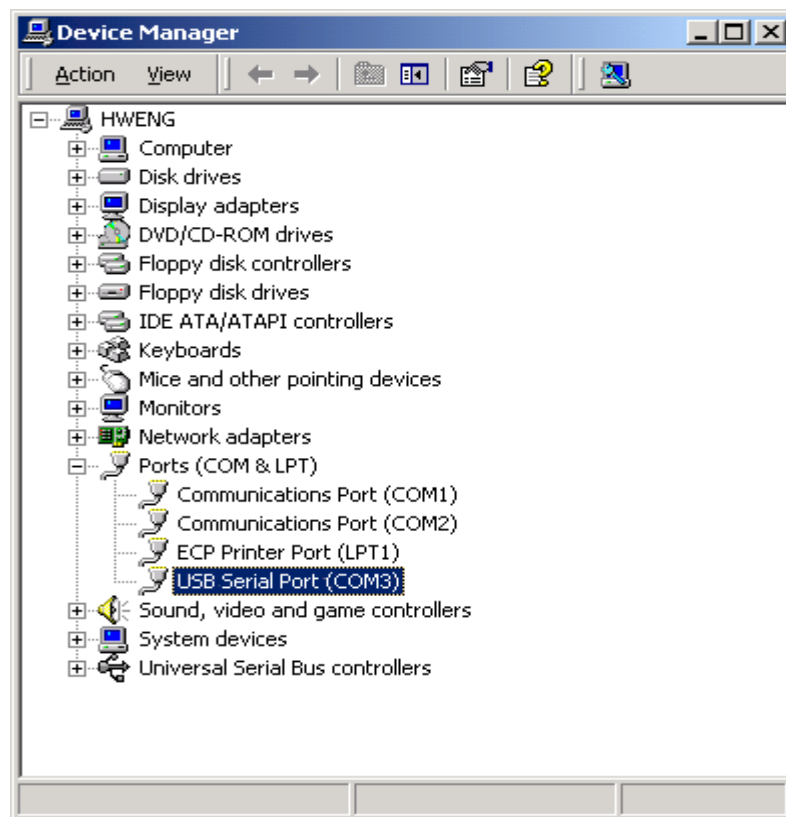 Device Manager
Action View
HWENG
Computer
Disk drives
Display adapters
DVD/CD-ROM drives
Floppy disk controllers
Floppy disk drives
IDE ATA/ATAPI controllers
Keyboards
Mice and other pointing devices
Monitors
Network adapters
Ports (COM & LPT)
Communications Port (COM1)
Communications Port (COM2)
ECP Printer Port (LPT1)
USB Serial Port (COM3)
Sound, video and game controllers
System devices
Universal Serial Bus controllers